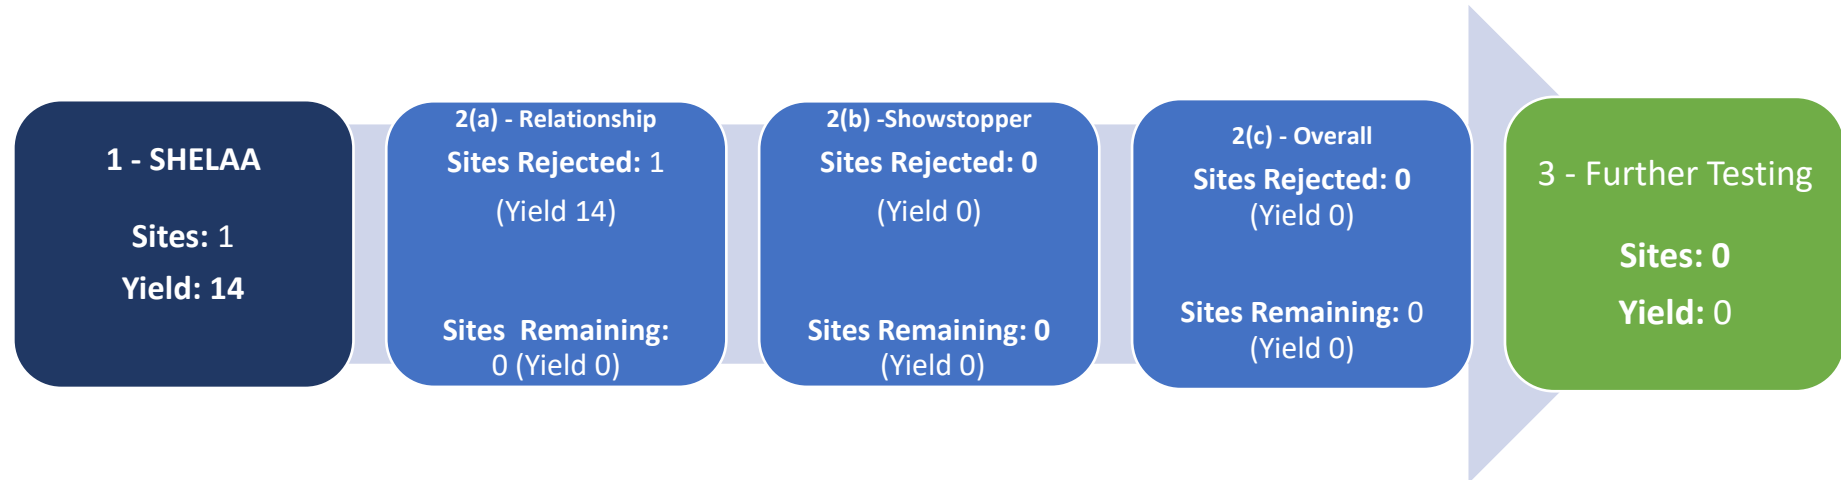 1 - SHELAA
Sites: 1
Yield: 14
2(a) - Relationship
Sites Rejected: 1
(Yield 14)
Sites  Remaining:
0 (Yield 0)
2(b) -Showstopper
Sites Rejected: 0
(Yield 0)
Sites Remaining: 0
(Yield 0)
2(c) - Overall
Sites Rejected: 0
(Yield 0)
Sites Remaining: 0
(Yield 0)
3 - Further Testing
Sites: 0
Yield: 0